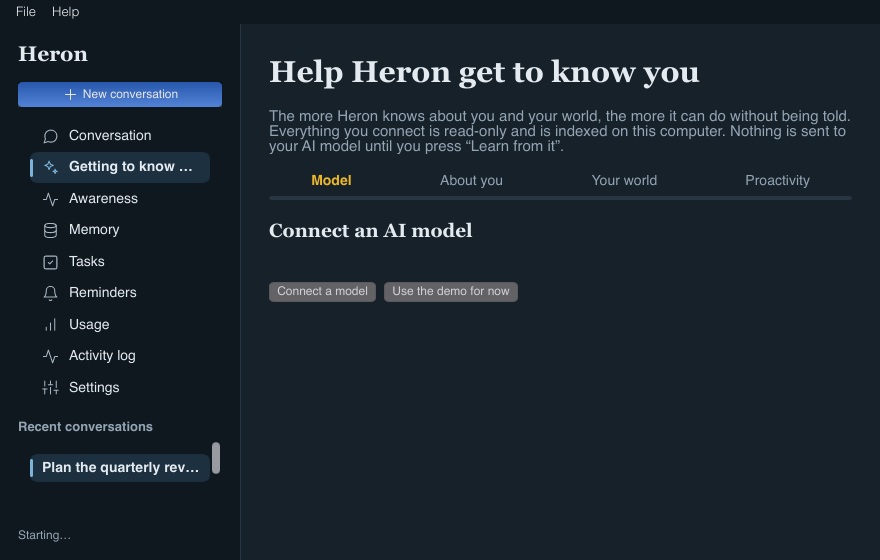 File Help
Heron
New conversation
Conversation
Getting to know ...
Awareness
Memory
Tasks
Reminders
Usage
Activity log
Settings
Recent conversations
Plan the quarterly rev...
Starting...
Help Heron get to know you
The more Heron knows about you and your world, the more it can do without being told.
Everything you connect is read-only and is indexed on this computer. Nothing is sent to
your AI model until you press “Learn from it”.
Model About you Your world Proactivity
Connect an AI model
Connect a model Use the demo for now